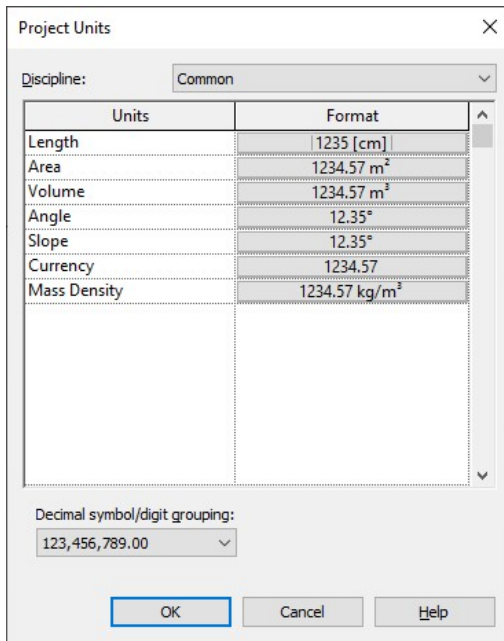 Project Units
Discipline: Common
Units Format
Length 1235 [cm]
Area 1234.57 m²
Volume 1234.57 m³
Angle 12.35°
Slope 12.35°
Currency 1234.57
Mass Density 1234.57 kg/m³
Decimal symbol/digit grouping:
123,456,789.00
OK Cancel Help